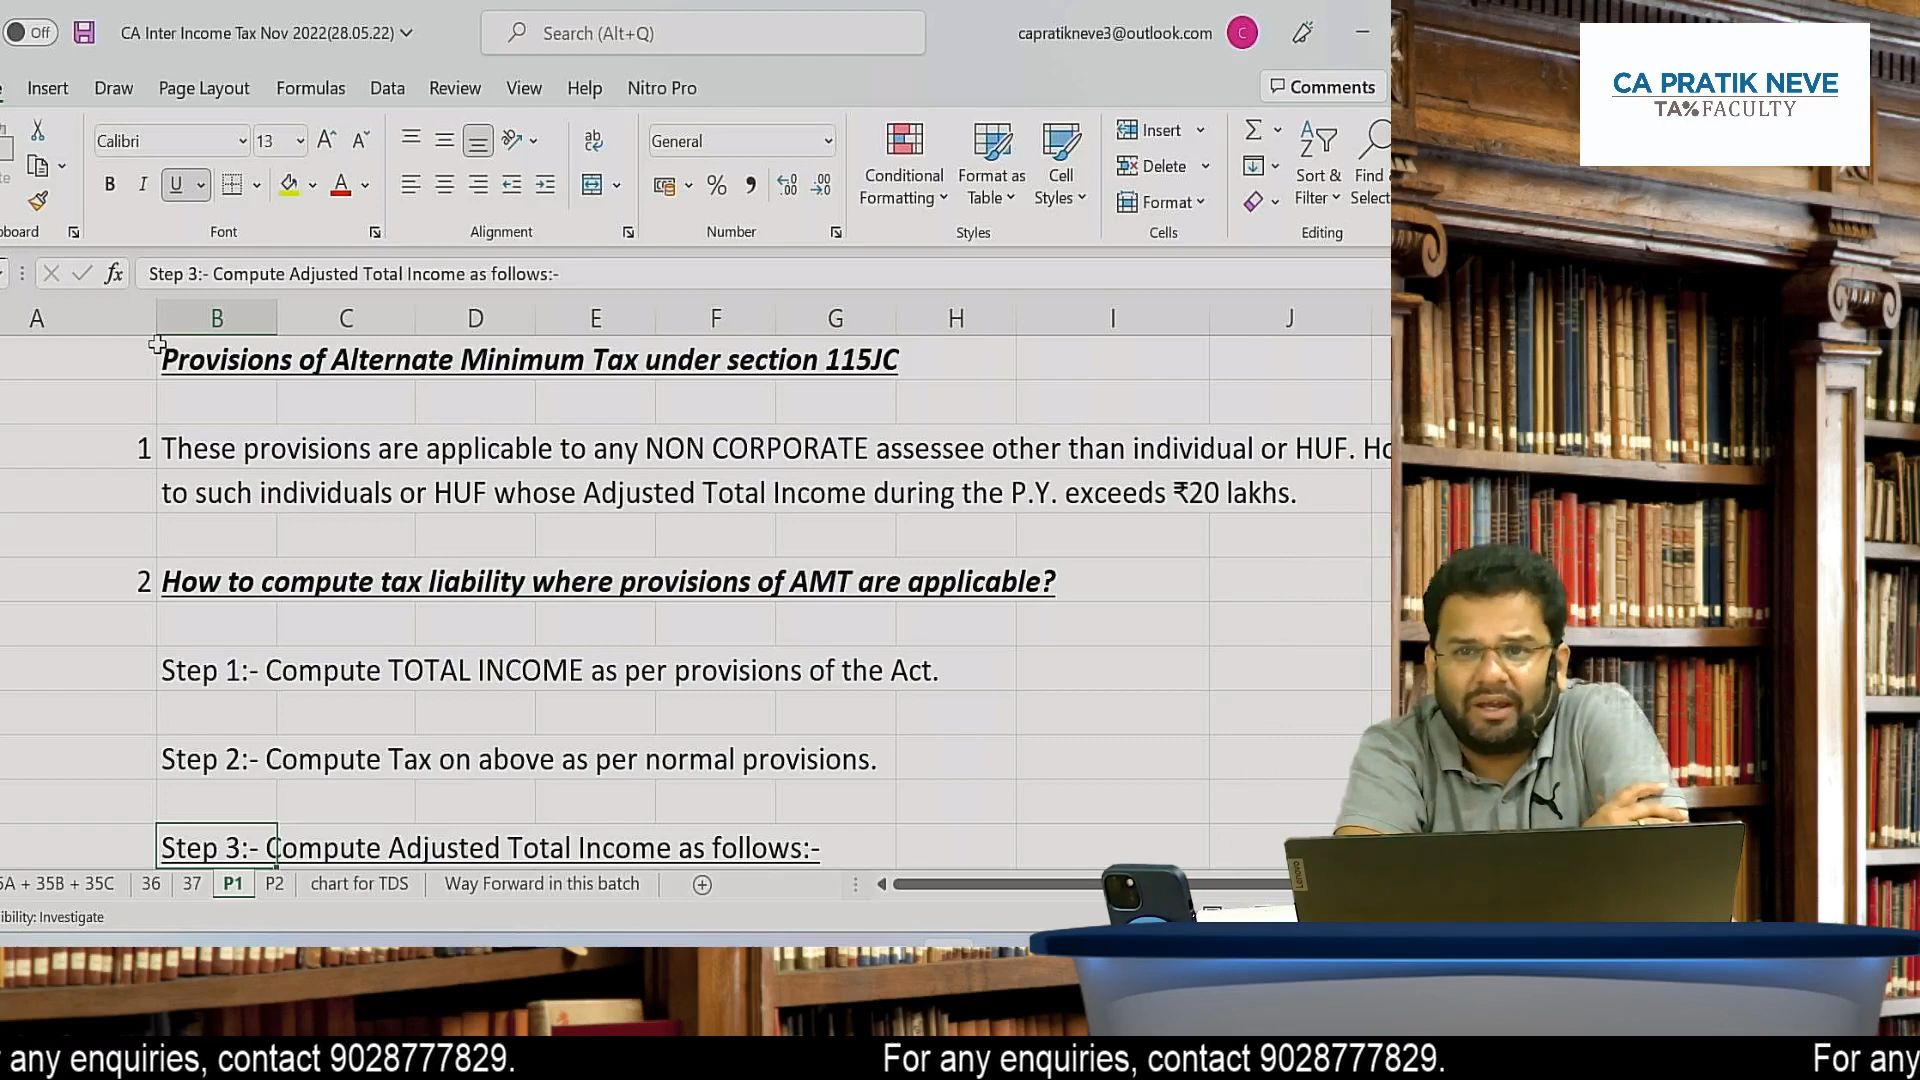 Off
CA Inter Income Tax Nov 2022(28.05.22)
Search (Alt+Q)
capratikneve3@outlook.com
C
CA PRATIK NEVE
TA%FACULTY
Insert Draw Page Layout Formulas Data Review View Help Nitro Pro
Comments
Calibri 13
General
Conditional Formatting
Format as Table
Cell Styles
Insert
Delete
Format
Sort & Filter
Find
Select
Font Alignment Number Styles Cells Editing
fx Step 3:- Compute Adjusted Total Income as follows:-
A B C D E F G H I J
Provisions of Alternate Minimum Tax under section 115JC
1 These provisions are applicable to any NON CORPORATE assessee other than individual or HUF.
to such individuals or HUF whose Adjusted Total Income during the P.Y. exceeds ₹20 lakhs.
2 How to compute tax liability where provisions of AMT are applicable?
Step 1:- Compute TOTAL INCOME as per provisions of the Act.
Step 2:- Compute Tax on above as per normal provisions.
Step 3:- Compute Adjusted Total Income as follows:-
+ 35B + 35C 36 37 P1 P2 chart for TDS Way Forward in this batch
Investigate
Lenovo
any enquiries, contact 9028777829. For any enquiries, contact 9028777829. For any